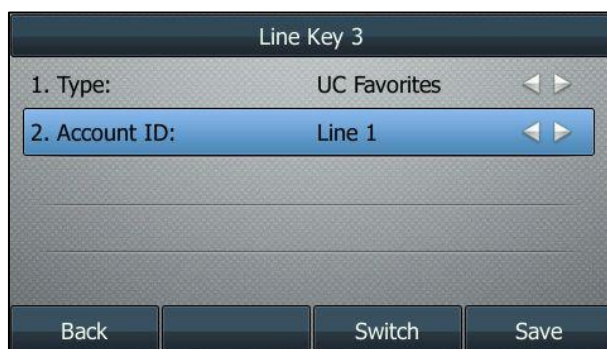 Line Key 3
1. Type: UC Favorites
2. Account ID: Line 1
Back Switch Save